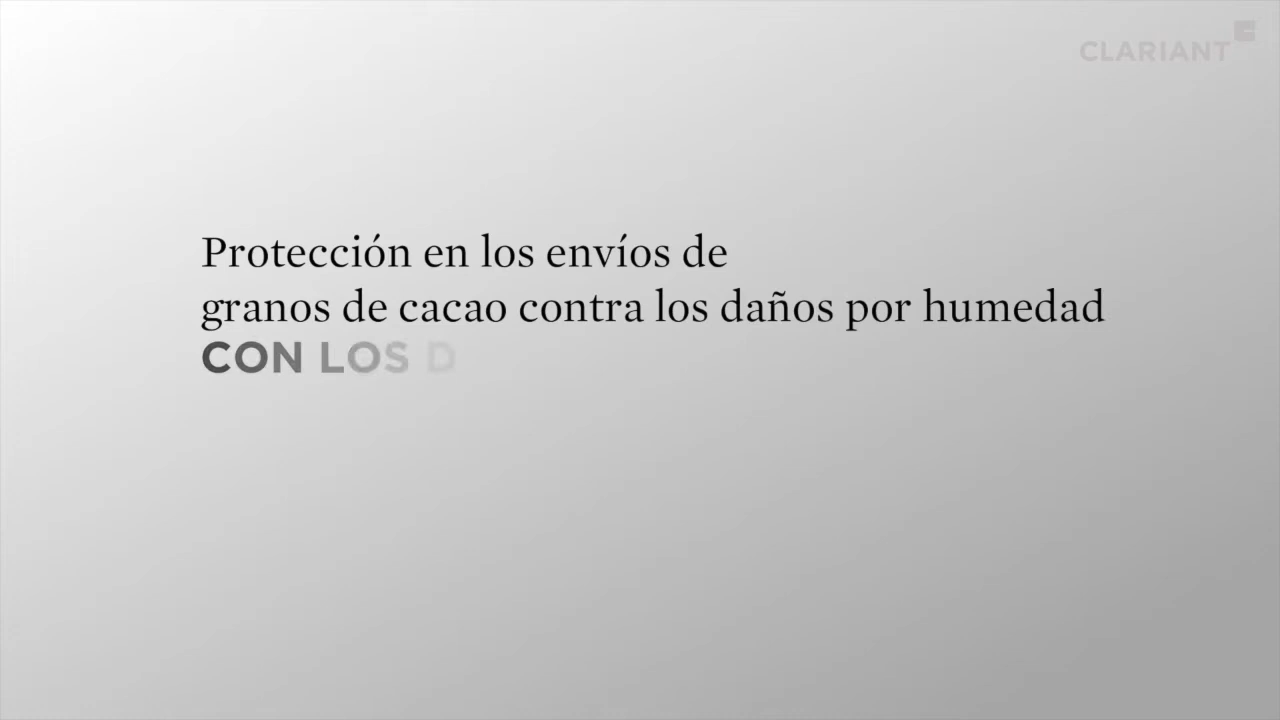 CLARIANT
Protección en los envíos de
granos de cacao contra los daños por humedad
CON LOS D